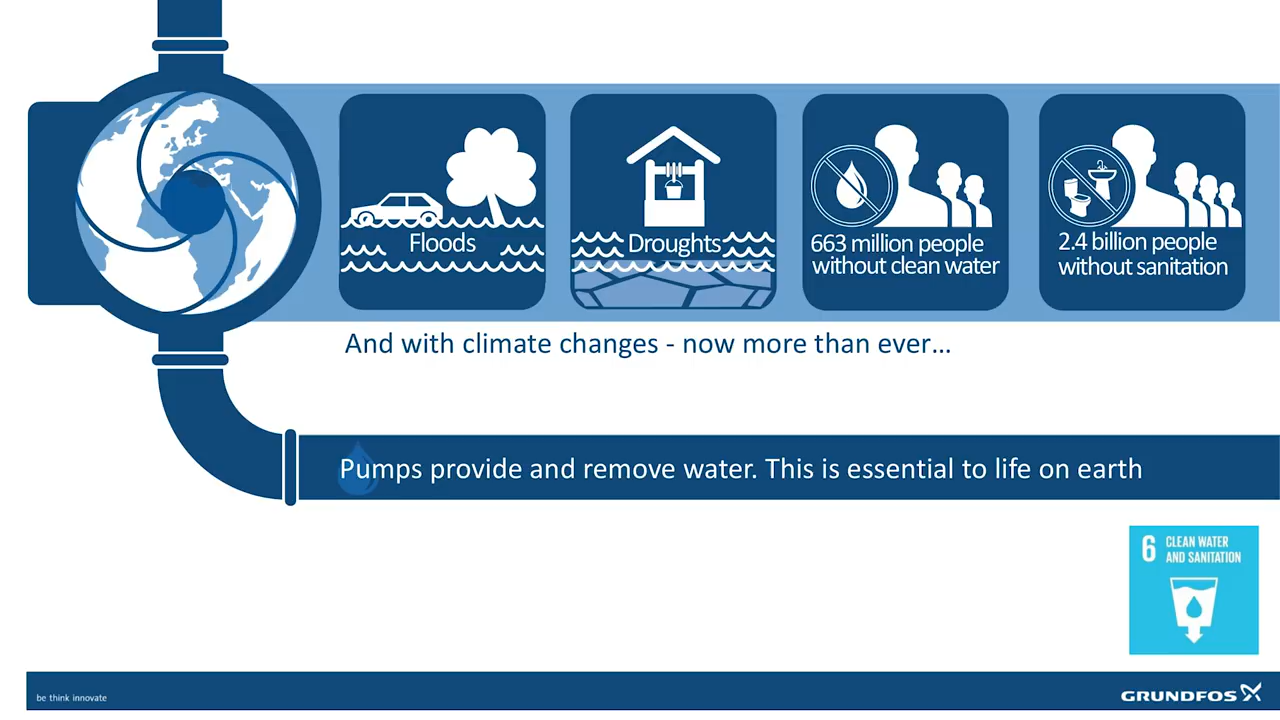 Floods
Droughts
663 million people
without clean water
2.4 billion people
without sanitation
And with climate changes - now more than ever...
Pumps provide and remove water. This is essential to life on earth
6 CLEAN WATER
AND SANITATION
be think innovate
GRUNDFOS